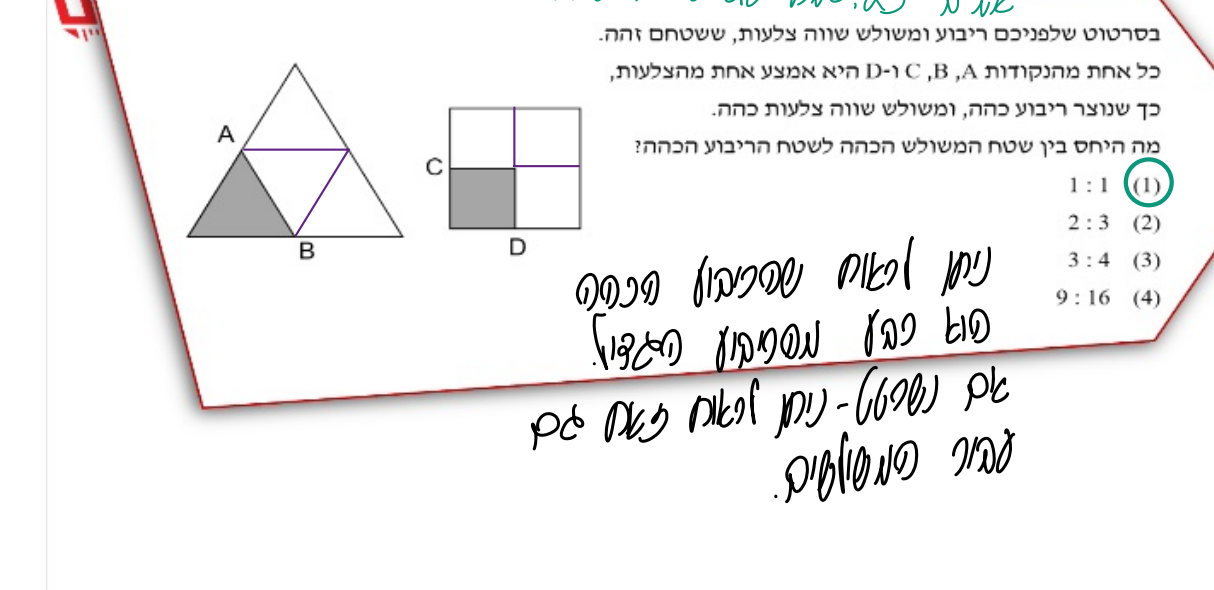 בסרטוט שלפניכם ריבוע ומשולש שווה צלעות, ששטחם זהה.
כל אחת מהנקודות A, B, C ו-D היא אמצע אחת מהצלעות,
כך שנוצר ריבוע כהה, ומשולש שווה צלעות כהה.
מה היחס בין שטח המשולש הכהה לשטח הריבוע הכהה?
(1) 1 : 1
(2) 2 : 3
(3) 3 : 4
(4) 9 : 16
A
B
C
D
ניתן לראות שהריבוע הכהה
הוא רבע מהריבוע הגדול.
אם נשרטט - ניתן לראות זאת גם
עבור המשולשים.